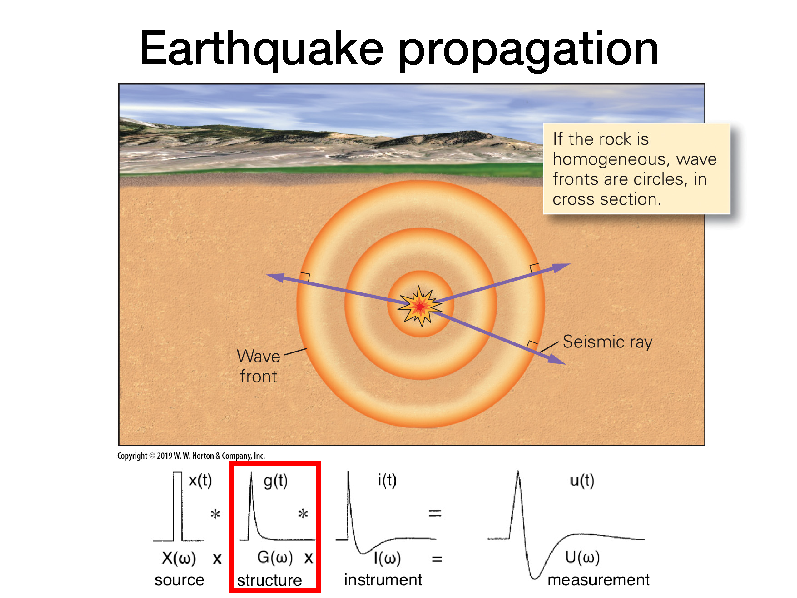 Earthquake propagation
If the rock is
homogeneous, wave
fronts are circles, in
cross section.
Seismic ray
Wave
front
Copyright © 2019 W. W. Norton & Company, Inc.
x(t) * g(t) * i(t) = u(t)
X(ω) x G(ω) x I(ω) = U(ω)
source structure instrument measurement